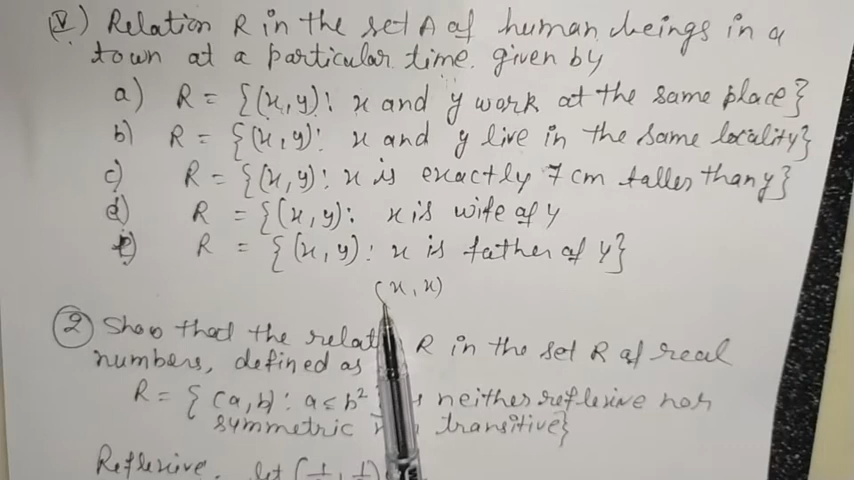 (V) Relation R in the set A of human beings in a
town at a particular time. given by
a) R = {(x,y): x and y work at the same place}
b) R = {(x,y): x and y live in the same locality}
c) R = {(x,y): x is exactly 7 cm taller than y}
d) R = {(x,y): x is wife of y
e) R = {(x,y): x is father of y}
(x,x)
(2) Show that the relat R in the set R of real
numbers, defined as
R = { (a,b): a ≤ b² neither reflexive nor
symmetric transitive}
Reflexive. let (1/ , 1/